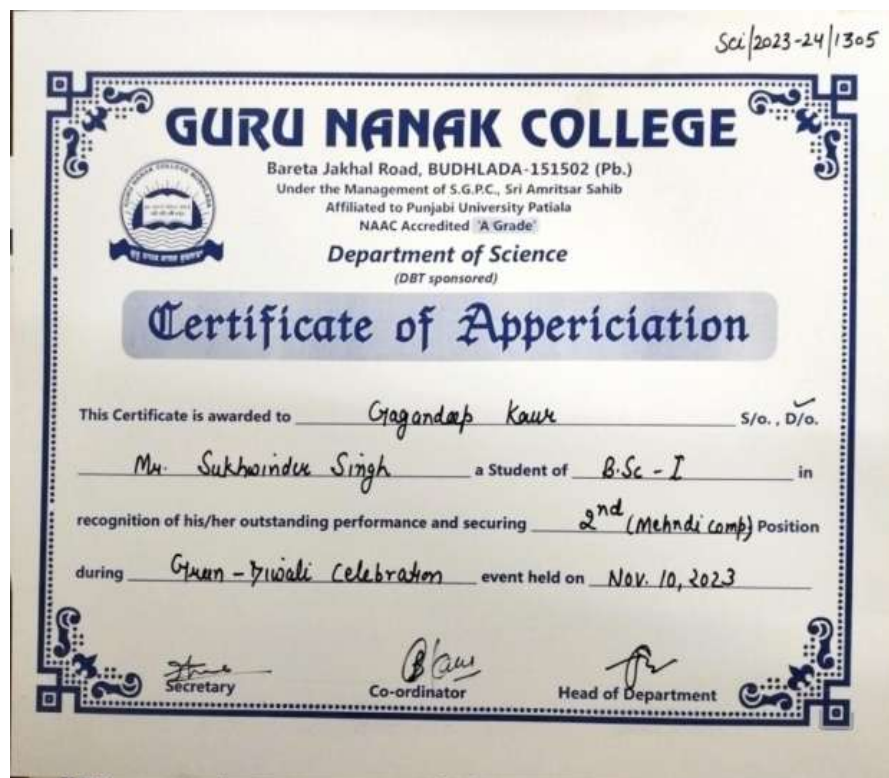 Sci/2023-24/1305
GURU NANAK COLLEGE
Bareta Jakhal Road, BUDHLADA-151502 (Pb.)
Under the Management of S.G.P.C., Sri Amritsar Sahib
Affiliated to Punjabi University Patiala
NAAC Accredited 'A Grade'
GURU NANAK COLLEGE BUDHLADA
Department of Science
(DBT sponsored)
Certificate of Appericiation
This Certificate is awarded to Gagandeep Kaur S/o., D/o.
Mr. Sukhwinder Singh a Student of B.Sc - I in
recognition of his/her outstanding performance and securing 2nd (Mehndi Comp) Position
during Green - Diwali Celebration event held on Nov. 10, 2023
Secretary Co-ordinator Head of Department